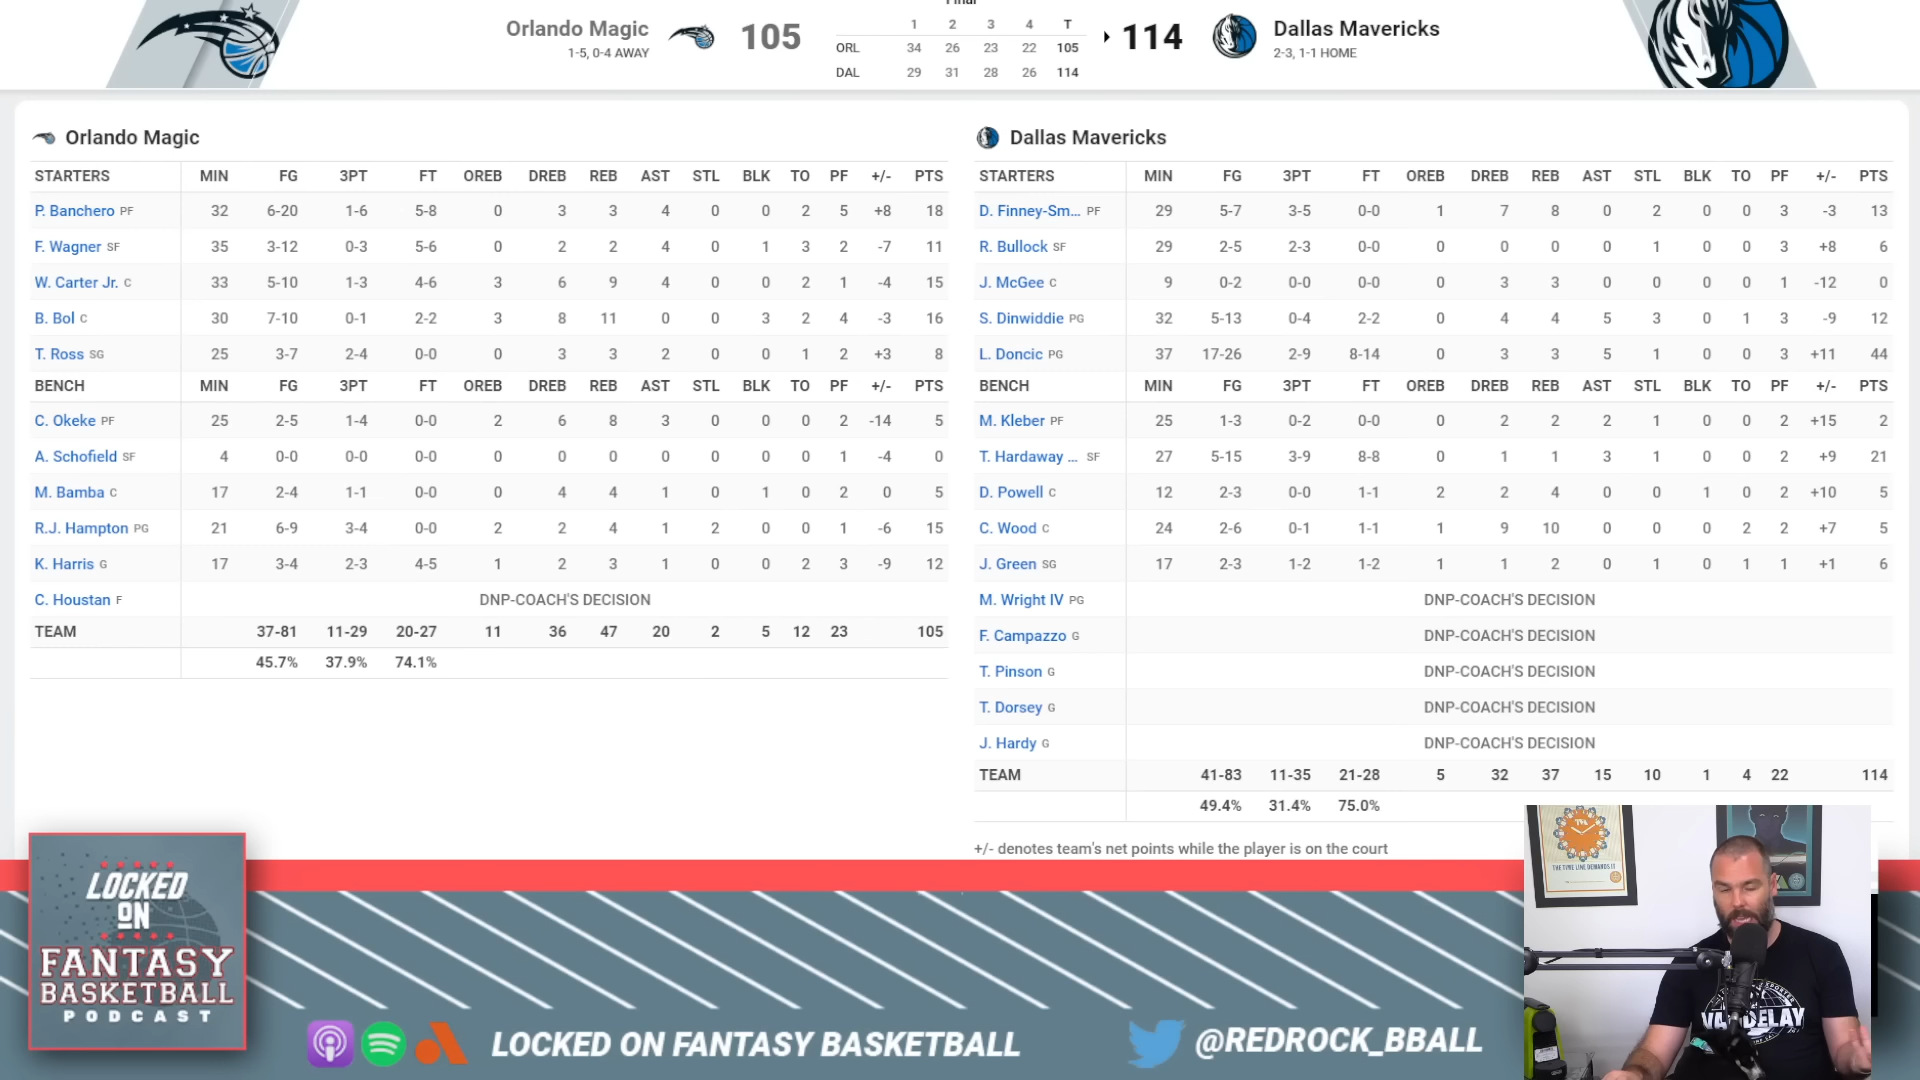 Final
Orlando Magic
1-5, 0-4 AWAY
105
1 2 3 4 T
ORL 34 26 23 22 105
DAL 29 31 28 26 114
114
Dallas Mavericks
2-3, 1-1 HOME
Orlando Magic
STARTERS MIN FG 3PT FT OREB DREB REB AST STL BLK TO PF +/- PTS
P. Banchero PF 32 6-20 1-6 5-8 0 3 3 4 0 0 2 5 +8 18
F. Wagner SF 35 3-12 0-3 5-6 0 2 2 4 0 1 3 2 -7 11
W. Carter Jr. C 33 5-10 1-3 4-6 3 6 9 4 0 0 2 1 -4 15
B. Bol C 30 7-10 0-1 2-2 3 8 11 0 0 3 2 4 -3 16
T. Ross SG 25 3-7 2-4 0-0 0 3 3 2 0 0 1 2 +3 8
BENCH MIN FG 3PT FT OREB DREB REB AST STL BLK TO PF +/- PTS
C. Okeke PF 25 2-5 1-4 0-0 2 6 8 3 0 0 0 2 -14 5
A. Schofield SF 4 0-0 0-0 0-0 0 0 0 0 0 0 0 1 -4 0
M. Bamba C 17 2-4 1-1 0-0 0 4 4 1 0 1 0 2 0 5
R.J. Hampton PG 21 6-9 3-4 0-0 2 2 4 1 2 0 0 1 -6 15
K. Harris G 17 3-4 2-3 4-5 1 2 3 1 0 0 2 3 -9 12
C. Houstan F DNP-COACH'S DECISION
TEAM 37-81 11-29 20-27 11 36 47 20 2 5 12 23 105
45.7% 37.9% 74.1%
Dallas Mavericks
STARTERS MIN FG 3PT FT OREB DREB REB AST STL BLK TO PF +/- PTS
D. Finney-Sm... PF 29 5-7 3-5 0-0 1 7 8 0 2 0 0 3 -3 13
R. Bullock SF 29 2-5 2-3 0-0 0 0 0 0 1 0 0 3 +8 6
J. McGee C 9 0-2 0-0 0-0 0 3 3 0 0 0 0 1 -12 0
S. Dinwiddie PG 32 5-13 0-4 2-2 0 4 4 5 3 0 1 3 -9 12
L. Doncic PG 37 17-26 2-9 8-14 0 3 3 5 1 0 0 3 +11 44
BENCH MIN FG 3PT FT OREB DREB REB AST STL BLK TO PF +/- PTS
M. Kleber PF 25 1-3 0-2 0-0 0 2 2 2 1 0 0 2 +15 2
T. Hardaway ... SF 27 5-15 3-9 8-8 0 1 1 3 1 0 0 2 +9 21
D. Powell C 12 2-3 0-0 1-1 2 2 4 0 0 1 0 2 +10 5
C. Wood C 24 2-6 0-1 1-1 1 9 10 0 0 0 2 2 +7 5
J. Green SG 17 2-3 1-2 1-2 1 1 2 0 1 0 1 1 +1 6
M. Wright IV PG DNP-COACH'S DECISION
F. Campazzo G DNP-COACH'S DECISION
T. Pinson G DNP-COACH'S DECISION
T. Dorsey G DNP-COACH'S DECISION
J. Hardy G DNP-COACH'S DECISION
TEAM 41-83 11-35 21-28 5 32 37 15 10 1 4 22 114
49.4% 31.4% 75.0%
+/- denotes team's net points while the player is on the court
LOCKED
ON
FANTASY
BASKETBALL
PODCAST
LOCKED ON FANTASY BASKETBALL
@REDROCK_BBALL
THE TIME LINE DEMANDS IT
VANDELAY